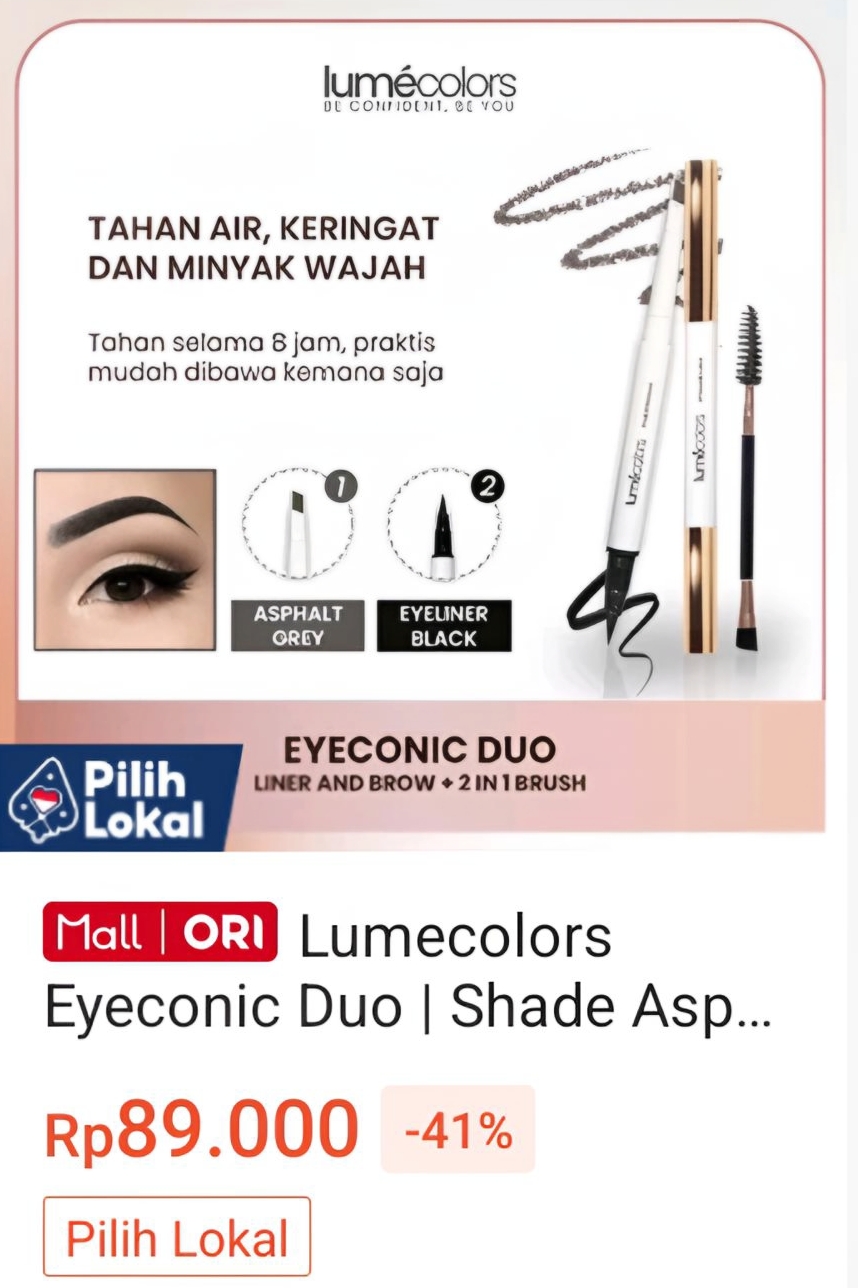 lumécolors
BE CONFIDENT, BE YOU
TAHAN AIR, KERINGAT
DAN MINYAK WAJAH
Tahan selama 8 jam, praktis
mudah dibawa kemana saja
1
2
ASPHALT
GREY
EYELINER
BLACK
lumecolors
lumecolors
EYECONIC DUO
LINER AND BROW + 2 IN 1 BRUSH
Pilih
Lokal
Mall | ORI Lumecolors
Eyeconic Duo | Shade Asp...
Rp89.000 -41%
Pilih Lokal